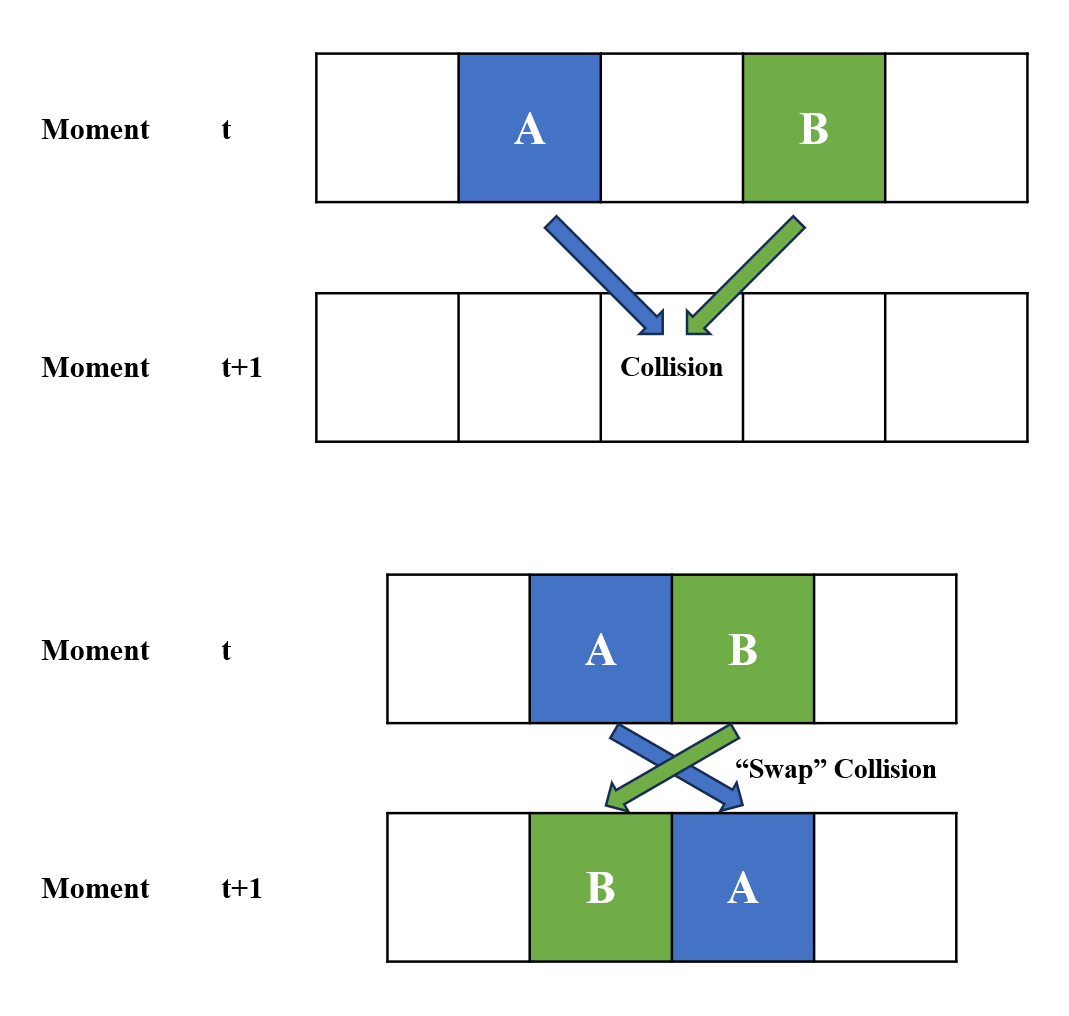 Moment t A B
Moment t+1 Collision
Moment t A B
“Swap” Collision
Moment t+1 B A